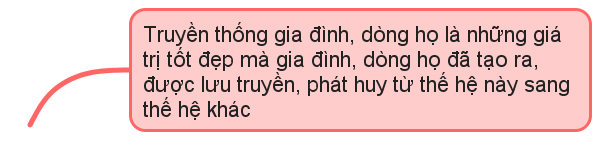 Truyền thống gia đình, dòng họ là những giá
trị tốt đẹp mà gia đình, dòng họ đã tạo ra,
được lưu truyền, phát huy từ thế hệ này sang
thế hệ khác